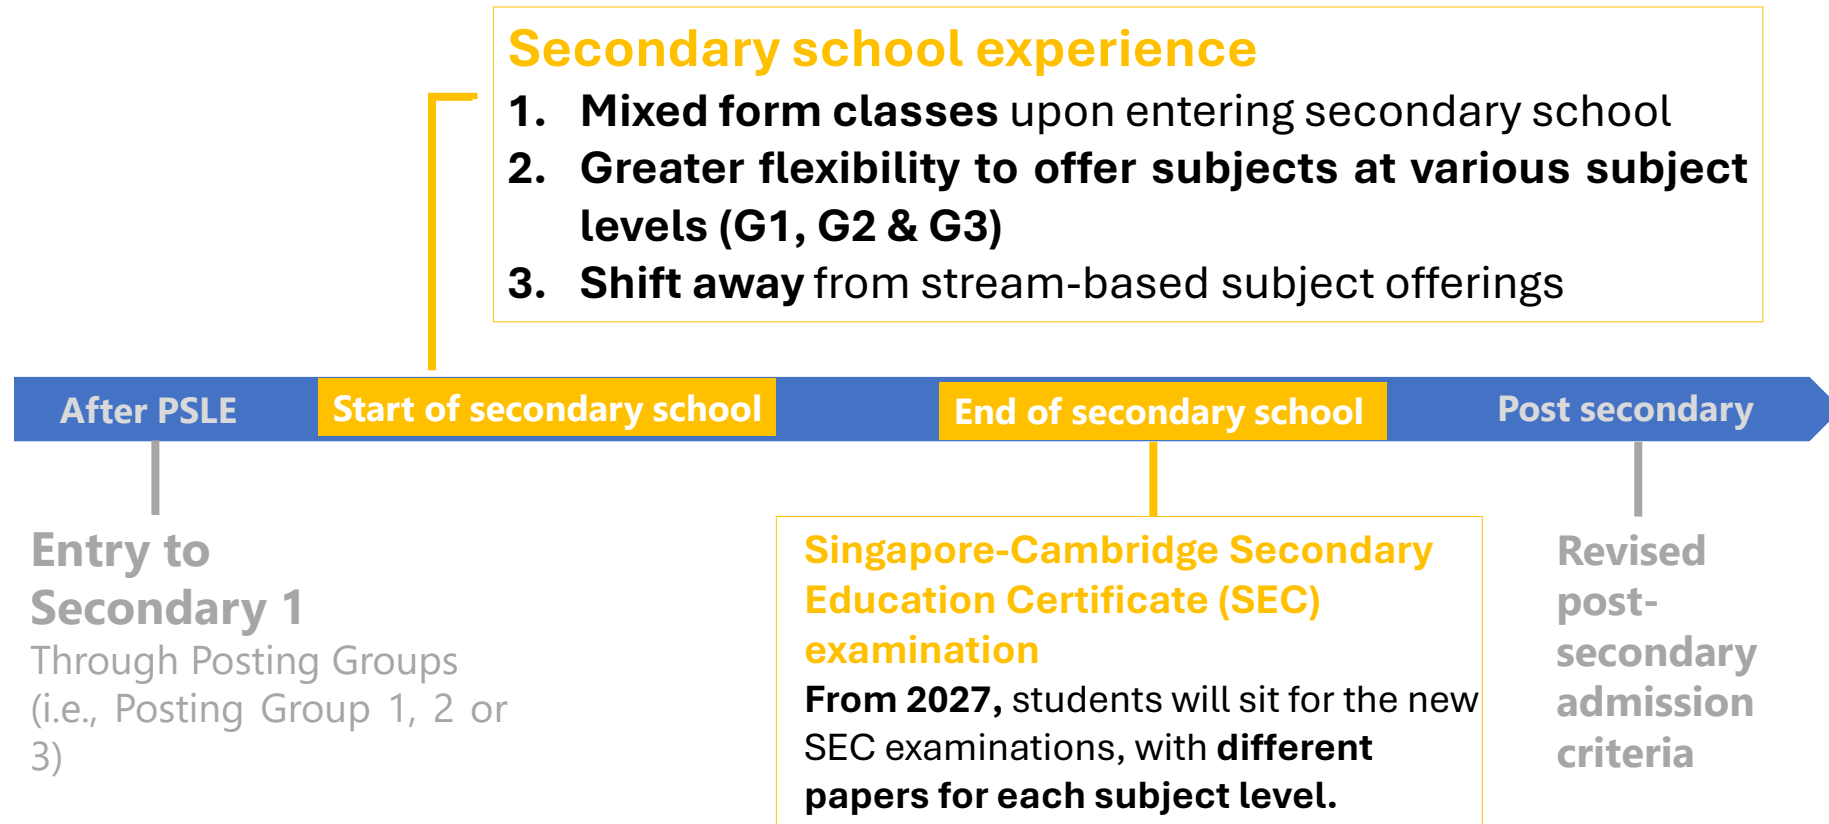 Secondary school experience
1. Mixed form classes upon entering secondary school
2. Greater flexibility to offer subjects at various subject
levels (G1, G2 & G3)
3. Shift away from stream-based subject offerings
After PSLE
Start of secondary school
End of secondary school
Post secondary
Entry to
Secondary 1
Through Posting Groups
(i.e., Posting Group 1, 2 or
3)
Singapore-Cambridge Secondary
Education Certificate (SEC)
examination
From 2027, students will sit for the new
SEC examinations, with different
papers for each subject level.
Revised
post-
secondary
admission
criteria